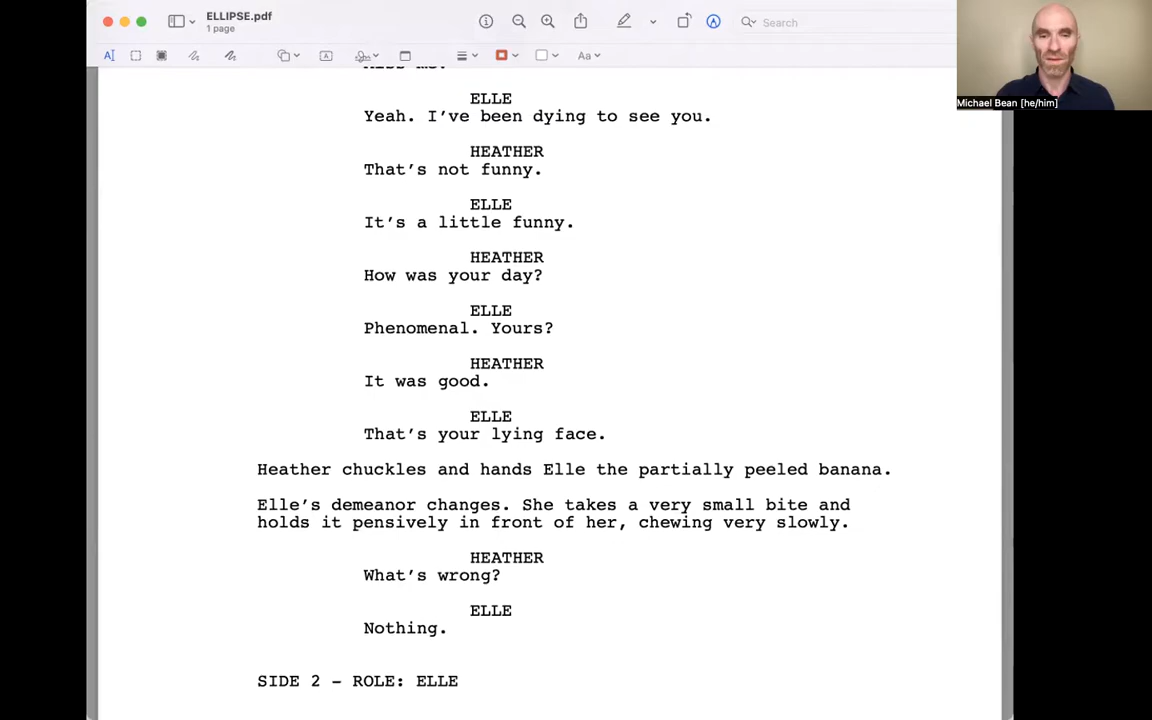 ELLIPSE.pdf
1 page
Search
Michael Bean [he/him]
A
A
Aa
ELLE
Yeah. I've been dying to see you.
HEATHER
That's not funny.
ELLE
It's a little funny.
HEATHER
How was your day?
ELLE
Phenomenal. Yours?
HEATHER
It was good.
ELLE
That's your lying face.
Heather chuckles and hands Elle the partially peeled banana.
Elle's demeanor changes. She takes a very small bite and
holds it pensively in front of her, chewing very slowly.
HEATHER
What's wrong?
ELLE
Nothing.
SIDE 2 – ROLE: ELLE